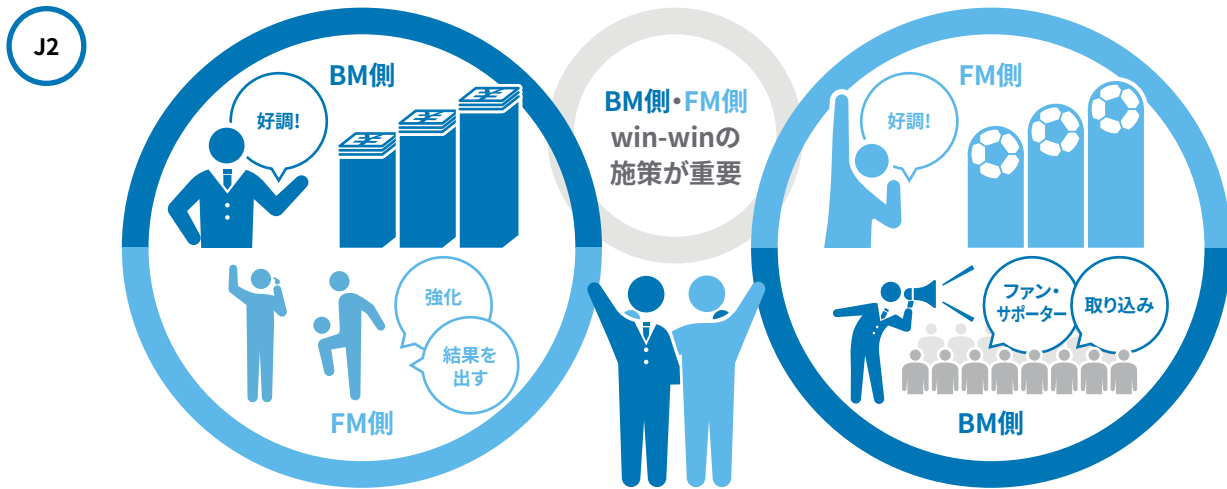 J2
BM側
好調!
強化
結果を
出す
FM側
BM側・FM側
win-winの
施策が重要
FM側
好調!
ファン・
サポーター
取り込み
BM側